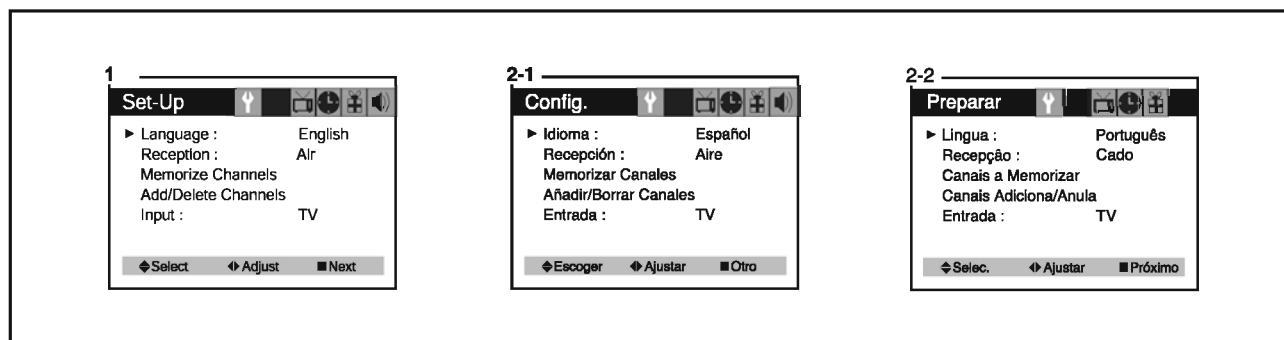 1
Set-Up
► Language : English
Reception : Air
Memorize Channels
Add/Delete Channels
Input : TV
Select Adjust Next
2-1
Config.
► Idioma : Español
Recepción : Aire
Memorizar Canales
Añadir/Borrar Canales
Entrada : TV
Escoger Ajustar Otro
2-2
Preparar
► Lingua : Português
Recepçâo : Cado
Canais a Memorizar
Canais Adiciona/Anula
Entrada : TV
Selec. Ajustar Próximo